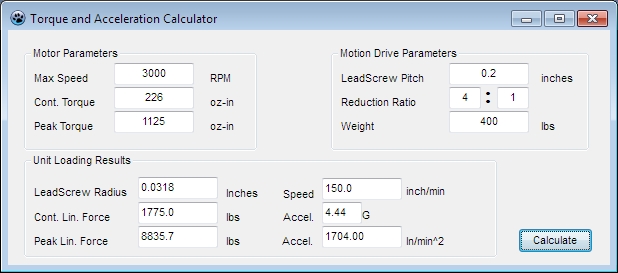 Torque and Acceleration Calculator
Motor Parameters
Max Speed 3000 RPM
Cont. Torque 226 oz-in
Peak Torque 1125 oz-in
Motion Drive Parameters
LeadScrew Pitch 0.2 inches
Reduction Ratio 4 : 1
Weight 400 lbs
Unit Loading Results
LeadScrew Radius 0.0318 Inches Speed 150.0 inch/min
Cont. Lin. Force 1775.0 lbs Accel. 4.44 G
Peak Lin. Force 8835.7 lbs Accel. 1704.00 In/min^2
Calculate